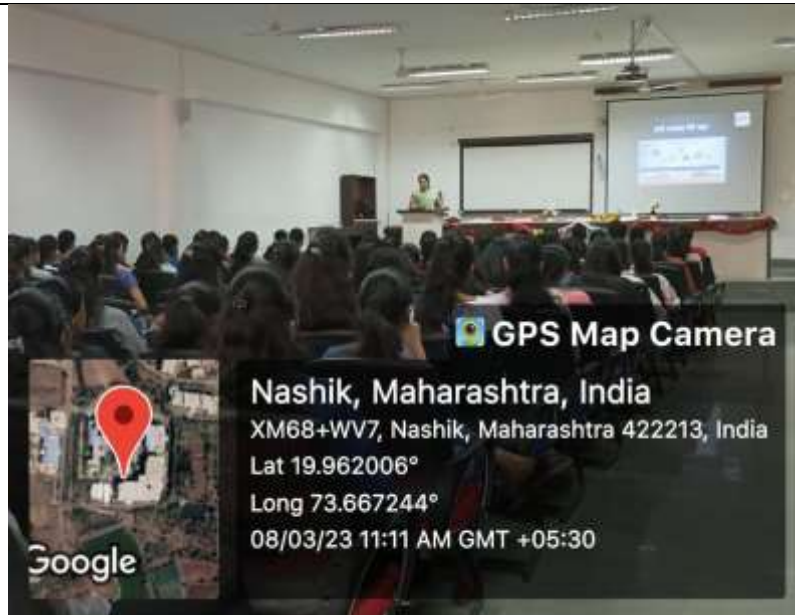 GPS Map Camera
Nashik, Maharashtra, India
XM68+WV7, Nashik, Maharashtra 422213, India
Lat 19.962006°
Long 73.667244°
08/03/23 11:11 AM GMT +05:30
Google